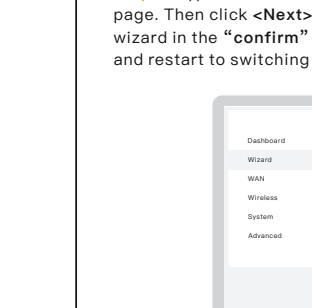 page. Then click <Next>
wizard in the “confirm”
and restart to switching
Dashboard
Wizard
WAN
Wireless
System
Advanced